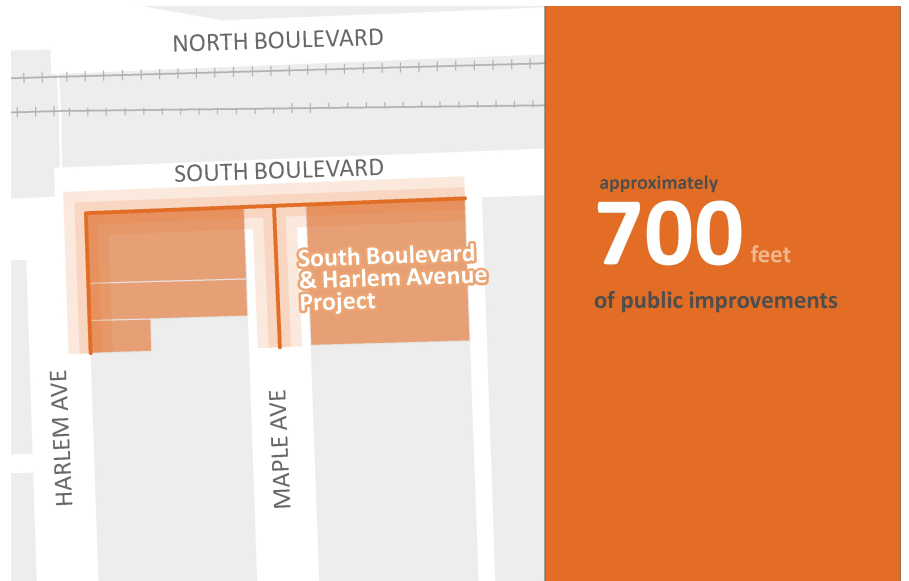 NORTH BOULEVARD
SOUTH BOULEVARD
South Boulevard
& Harlem Avenue
Project
HARLEM AVE
MAPLE AVE
approximately
700 feet
of public improvements